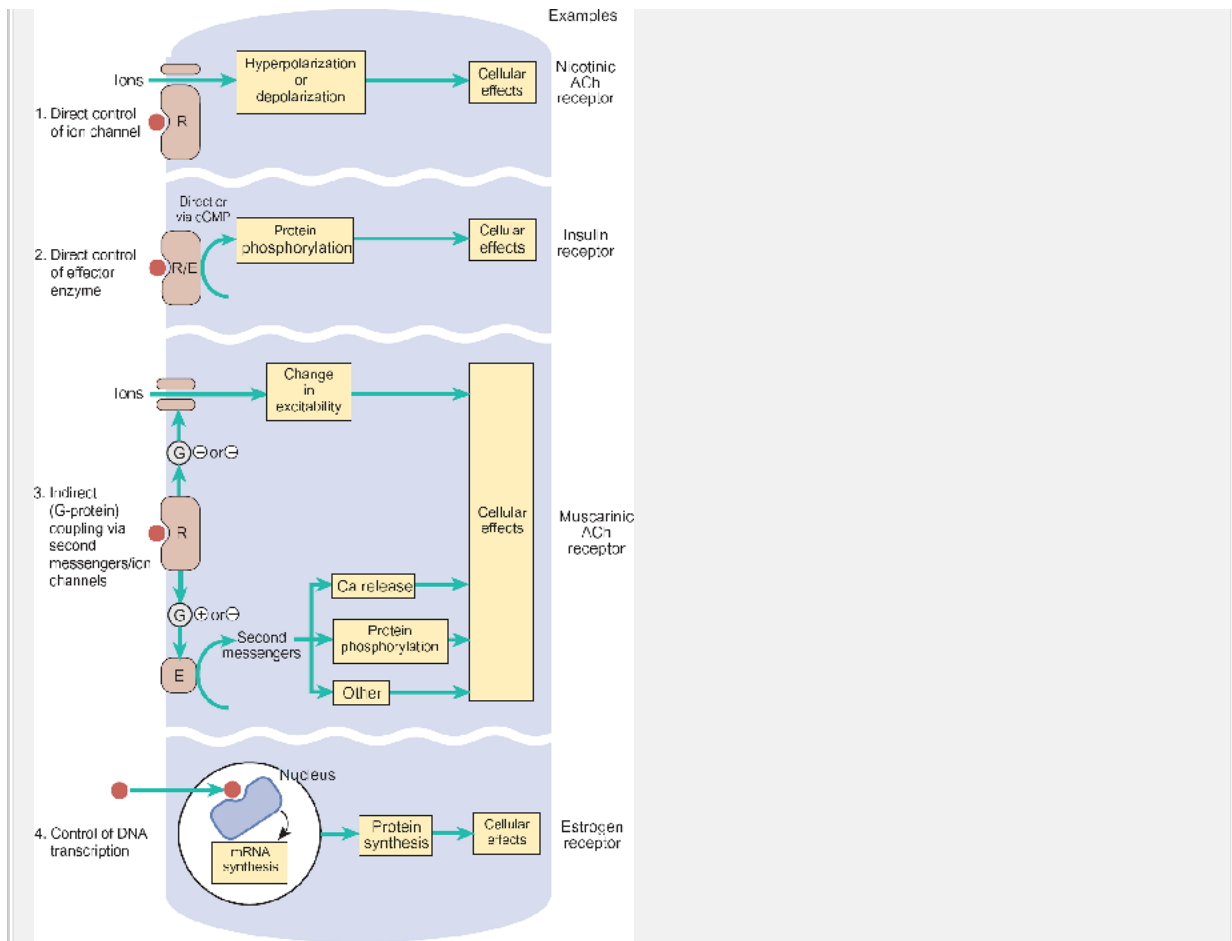 Examples
Ions
Hyperpolarization
or
depolarization
Cellular
effects
Nicotinic
ACh
receptor
1. Direct control
of ion channel
R
Direct or
via cGMP
Protein
phosphorylation
Cellular
effects
Insulin
receptor
2. Direct control
of effector
enzyme
R/E
Ions
Change
in
excitability
G ⊖ or ⊖
3. Indirect
(G-protein)
coupling via
second
messengers/ion
channels
R
Cellular
effects
Muscarinic
ACh
receptor
G ⊕ or ⊖
E
Second
messengers
Ca release
Protein
phosphorylation
Other
Nucleus
4. Control of DNA
transcription
mRNA
synthesis
Protein
synthesis
Cellular
effects
Estrogen
receptor